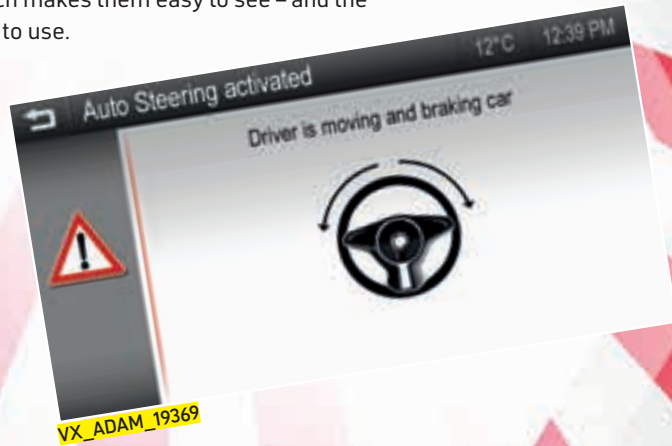 ch makes them easy to see – and the
to use.
Auto Steering activated
12°C 12:39 PM
Driver is moving and braking car
VX_ADAM_19369